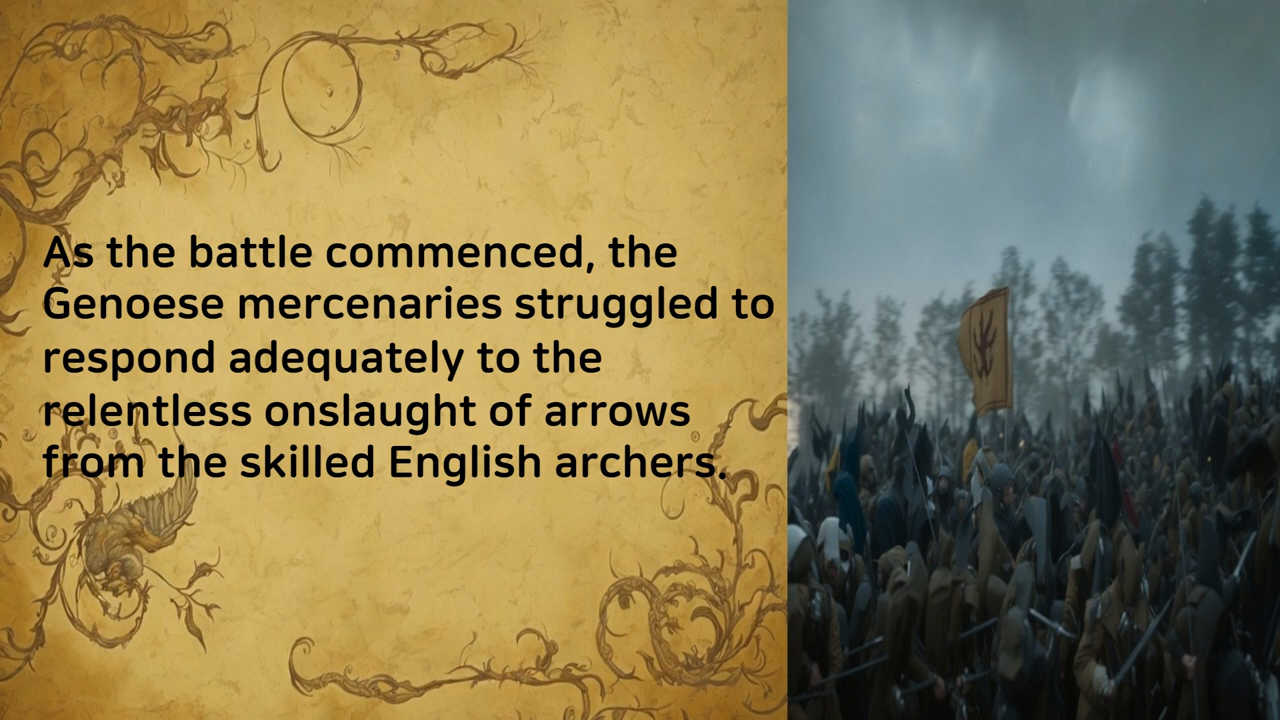 As the battle commenced, the
Genoese mercenaries struggled to
respond adequately to the
relentless onslaught of arrows
from the skilled English archers.